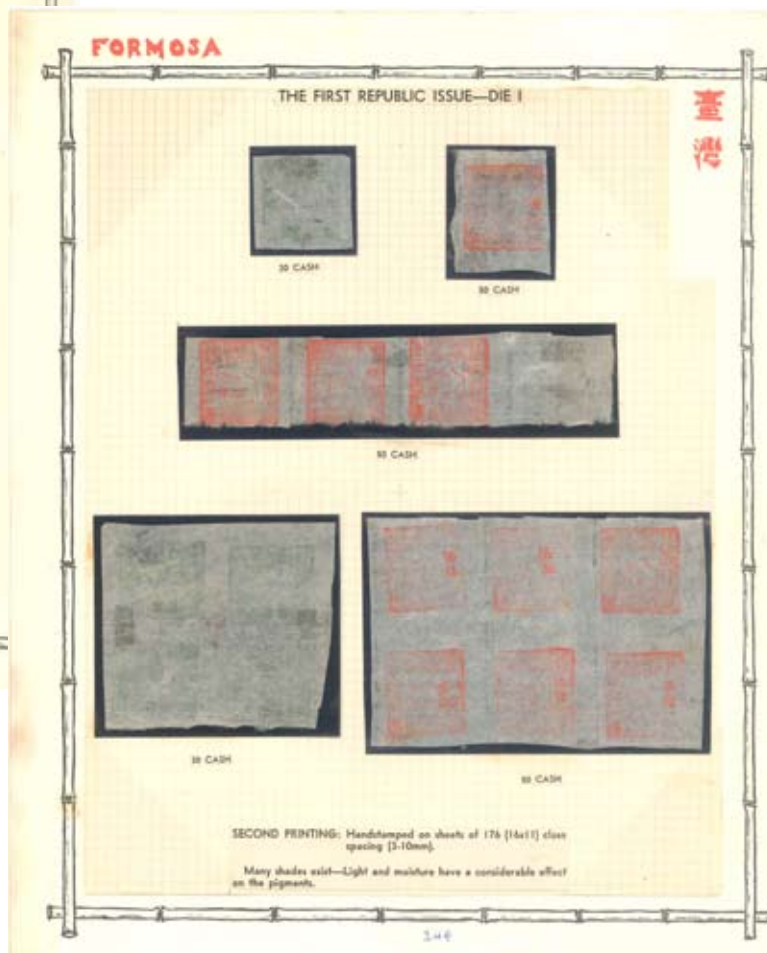 FORMOSA
THE FIRST REPUBLIC ISSUE—DIE I
臺
灣
30 CASH
50 CASH
50 CASH
30 CASH
50 CASH
SECOND PRINTING: Handstamped on sheets of 176 (16x11) close
spacing (3-10mm).
Many shades exist—Light and moisture have a considerable effect
on the pigments.